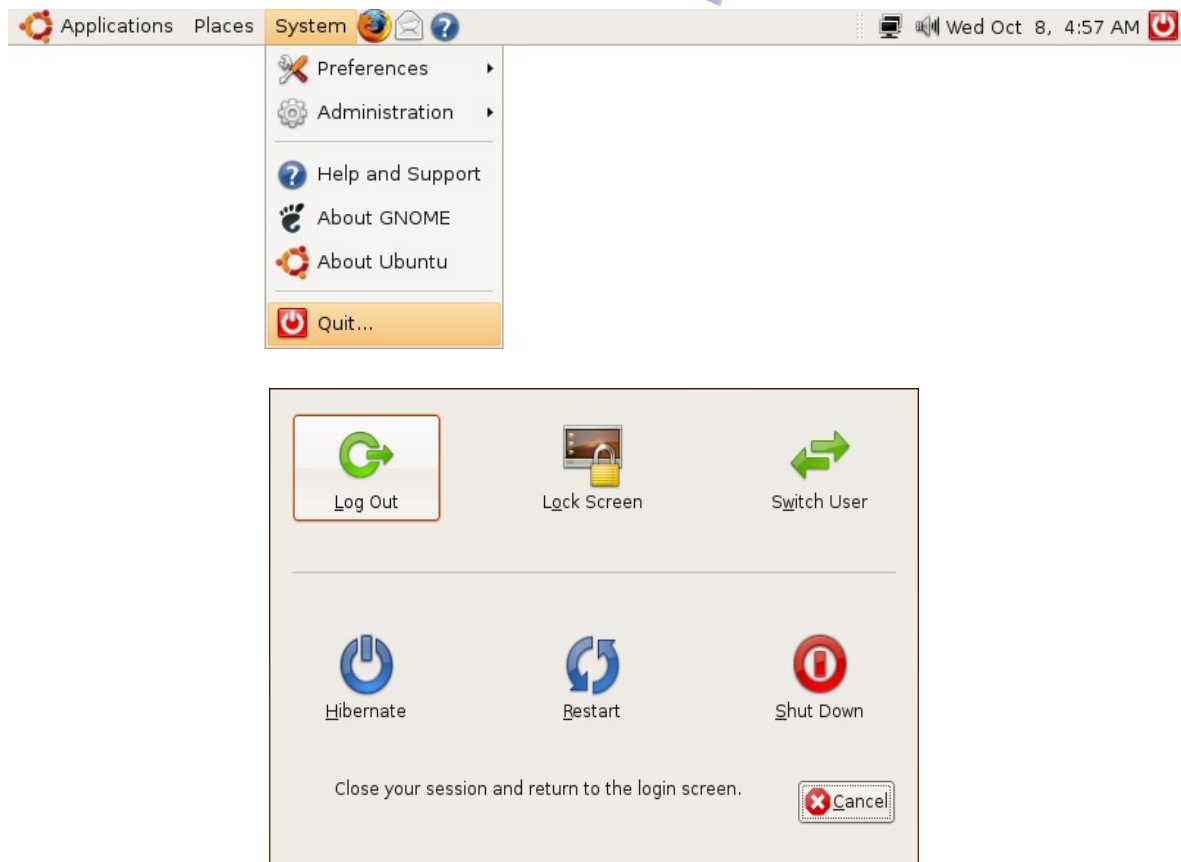 Applications Places System Wed Oct 8, 4:57 AM
Preferences
Administration
Help and Support
About GNOME
About Ubuntu
Quit...
Log Out Lock Screen Switch User
Hibernate Restart Shut Down
Close your session and return to the login screen.
Cancel